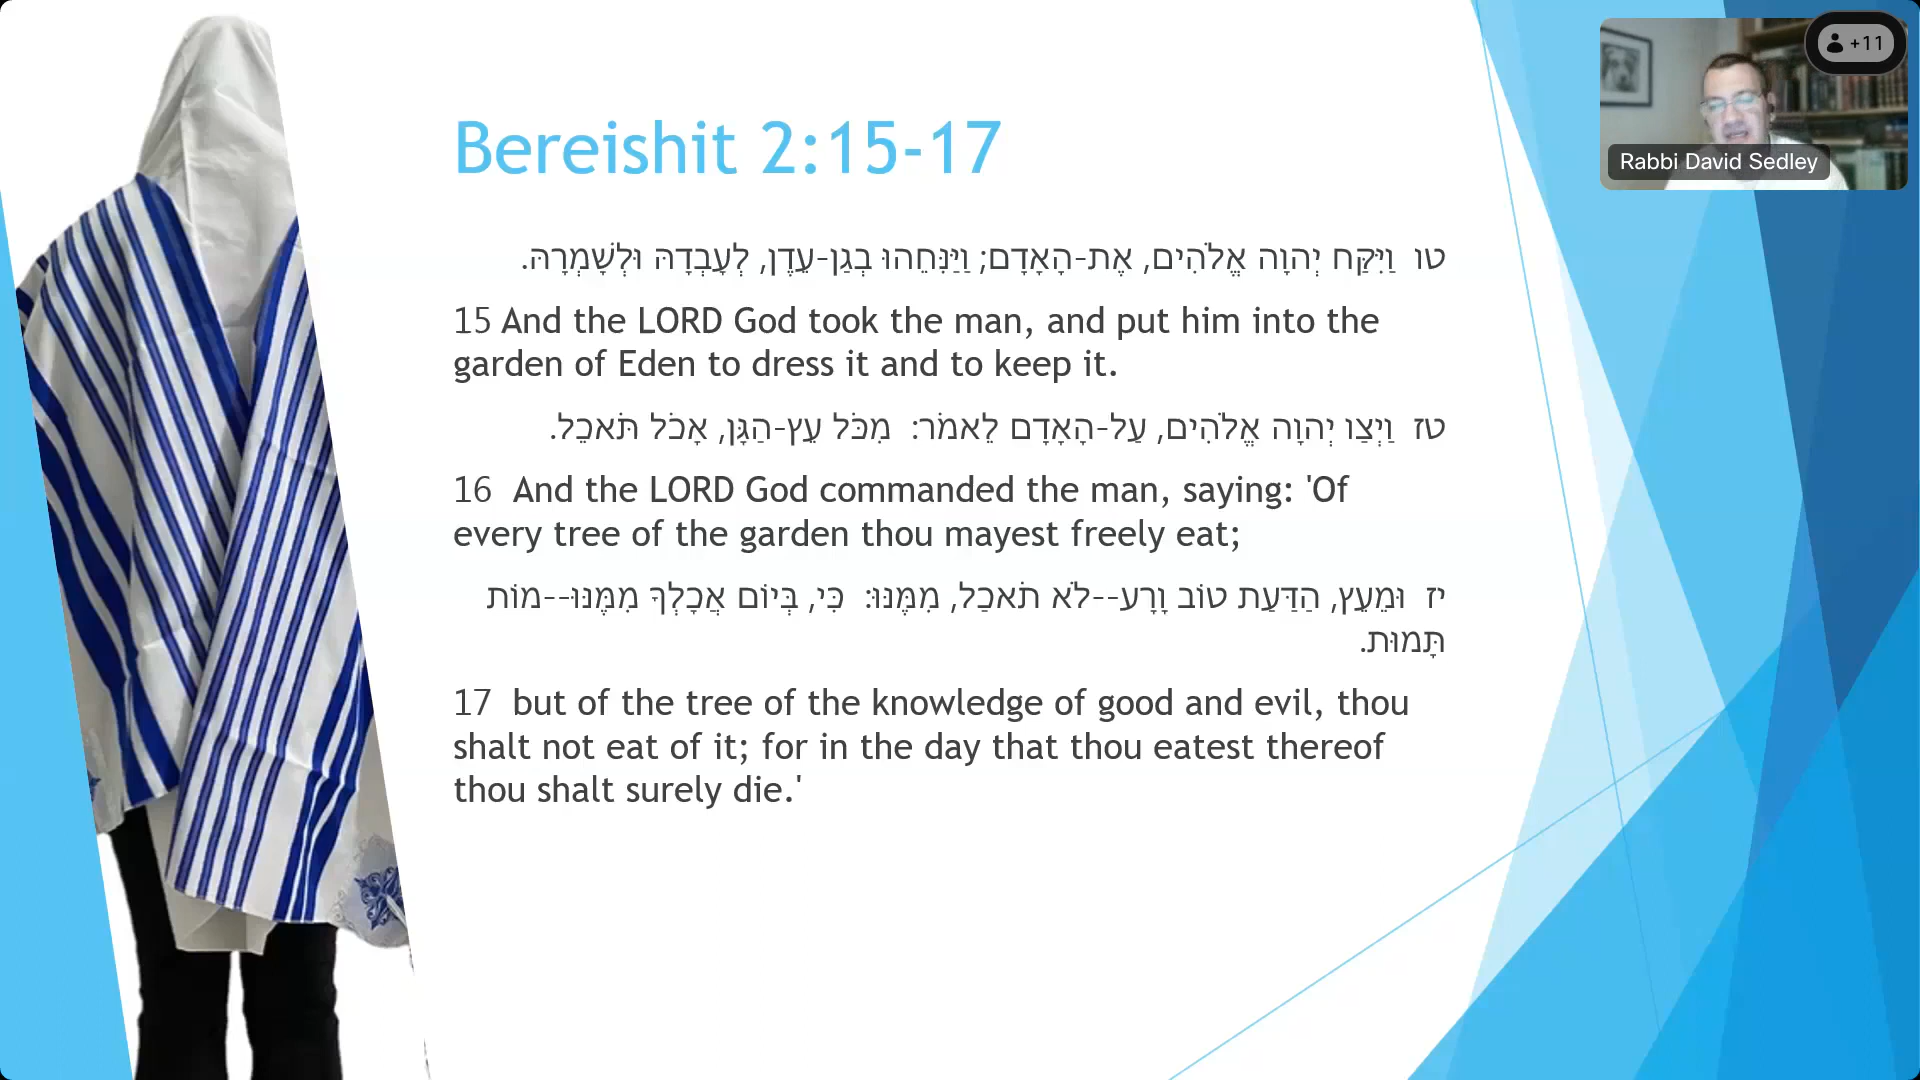 Bereishit 2:15-17
טו  וַיִּקַּח יְהוָה אֱלֹהִים, אֶת-הָאָדָם; וַיַּנִּחֵהוּ בְגַן-עֵדֶן, לְעָבְדָהּ וּלְשָׁמְרָהּ.
15 And the LORD God took the man, and put him into the
garden of Eden to dress it and to keep it.
טז  וַיְצַו יְהוָה אֱלֹהִים, עַל-הָאָדָם לֵאמֹר:  מִכֹּל עֵץ-הַגָּן, אָכֹל תֹּאכֵל.
16  And the LORD God commanded the man, saying: 'Of
every tree of the garden thou mayest freely eat;
יז  וּמֵעֵץ, הַדַּעַת טוֹב וָרָע--לֹא תֹאכַל, מִמֶּנּוּ:  כִּי, בְּיוֹם אֲכָלְךָ מִמֶּנּוּ--מוֹת
תָּמוּת.
17  but of the tree of the knowledge of good and evil, thou
shalt not eat of it; for in the day that thou eatest thereof
thou shalt surely die.'
+11
Rabbi David Sedley